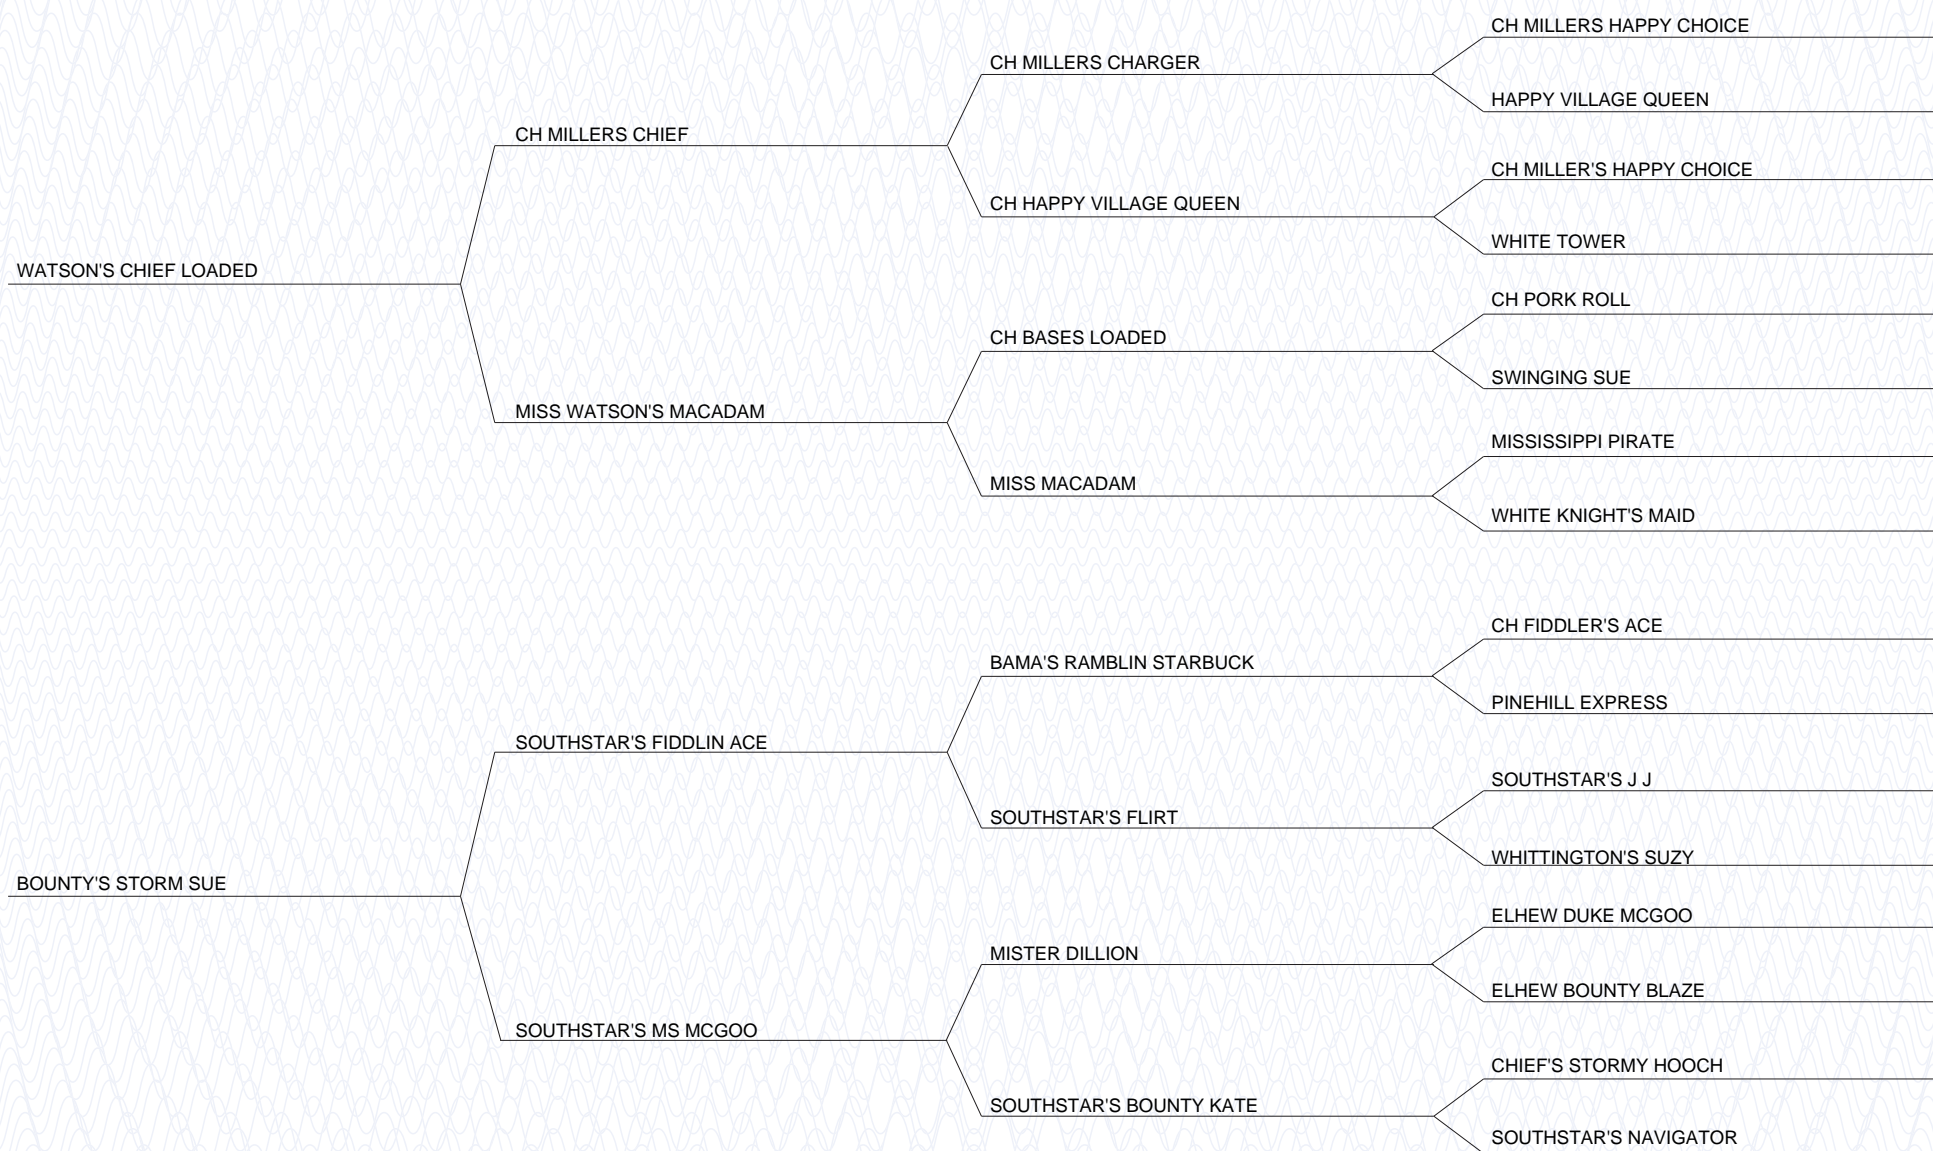 CH MILLERS HAPPY CHOICE
CH MILLERS CHARGER
HAPPY VILLAGE QUEEN
CH MILLERS CHIEF
CH MILLER'S HAPPY CHOICE
CH HAPPY VILLAGE QUEEN
WHITE TOWER
WATSON'S CHIEF LOADED
CH PORK ROLL
CH BASES LOADED
SWINGING SUE
MISS WATSON'S MACADAM
MISSISSIPPI PIRATE
MISS MACADAM
WHITE KNIGHT'S MAID
CH FIDDLER'S ACE
BAMA'S RAMBLIN STARBUCK
PINEHILL EXPRESS
SOUTHSTAR'S FIDDLIN ACE
SOUTHSTAR'S J J
SOUTHSTAR'S FLIRT
WHITTINGTON'S SUZY
BOUNTY'S STORM SUE
ELHEW DUKE MCGOO
MISTER DILLION
ELHEW BOUNTY BLAZE
SOUTHSTAR'S MS MCGOO
CHIEF'S STORMY HOOCH
SOUTHSTAR'S BOUNTY KATE
SOUTHSTAR'S NAVIGATOR